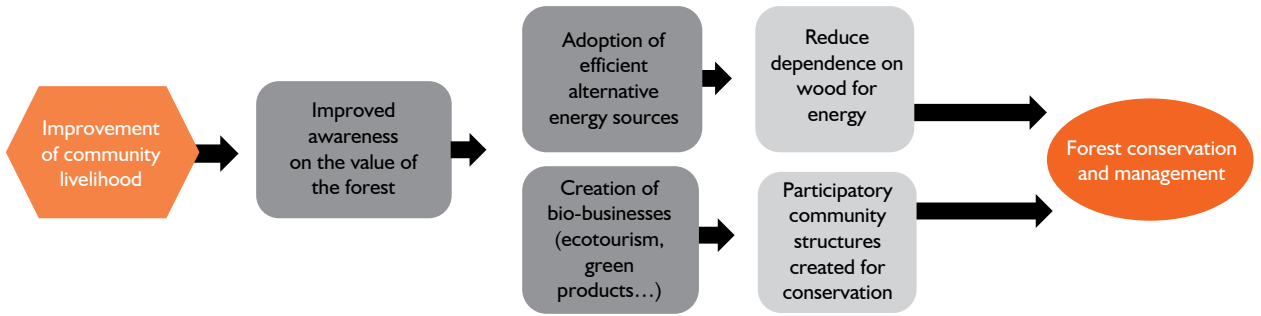 Improvement
of community
livelihood
Improved
awareness
on the value of
the forest
Adoption of
efficient
alternative
energy sources
Reduce
dependence on
wood for
energy
Creation of
bio-businesses
(ecotourism,
green
products…)
Participatory
community
structures
created for
conservation
Forest conservation
and management